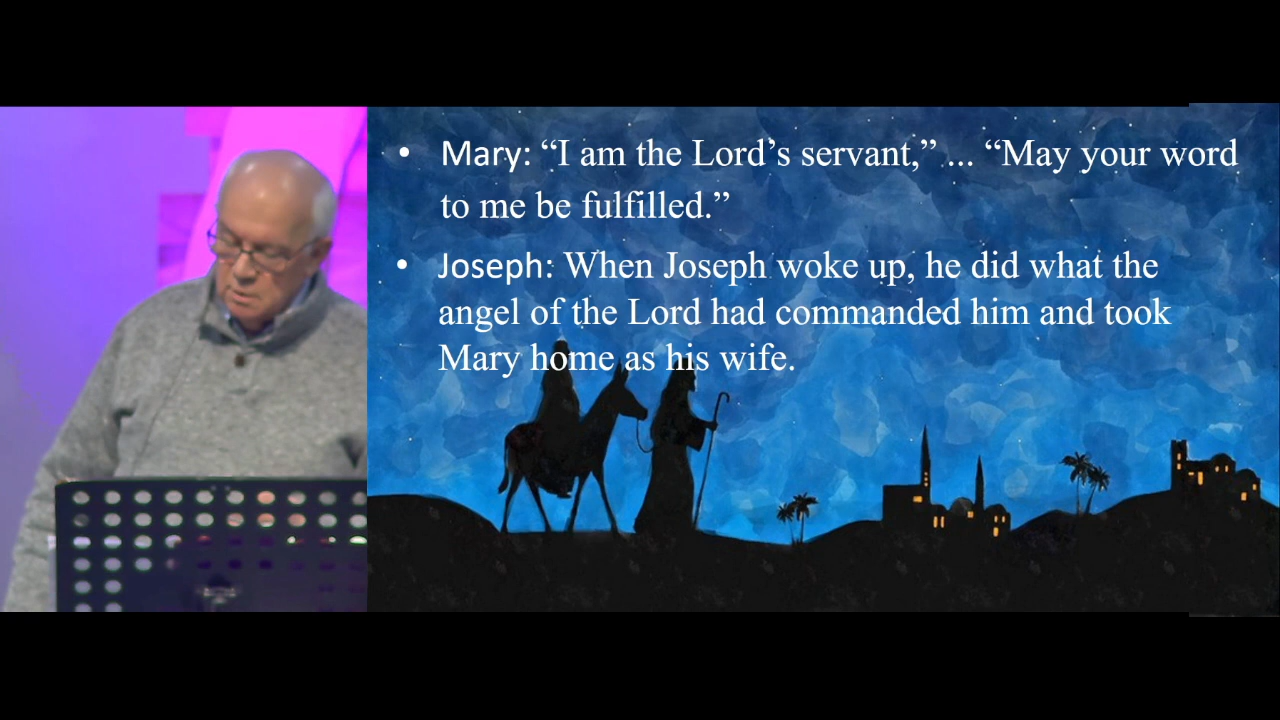 • Mary: “I am the Lord’s servant,” ... “May your word
to me be fulfilled.”
• Joseph: When Joseph woke up, he did what the
angel of the Lord had commanded him and took
Mary home as his wife.